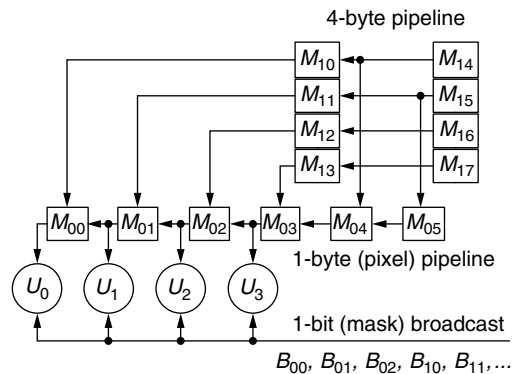 4-byte pipeline
M10 M14
M11 M15
M12 M16
M13 M17
M00 M01 M02 M03 M04 M05
1-byte (pixel) pipeline
U0 U1 U2 U3
1-bit (mask) broadcast
B00, B01, B02, B10, B11,...